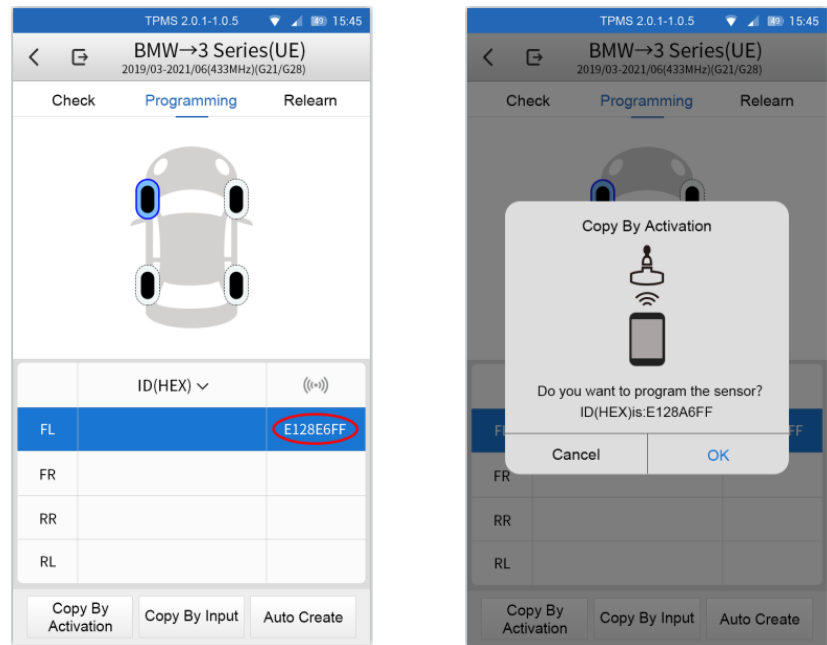 TPMS 2.0.1-1.0.5 49 15:45
BMW→3 Series(UE)
2019/03-2021/06(433MHz)(G21/G28)
Check Programming Relearn
ID(HEX)
FL E128E6FF
FR
RR
RL
Copy By Activation Copy By Input Auto Create
TPMS 2.0.1-1.0.5 49 15:45
BMW→3 Series(UE)
2019/03-2021/06(433MHz)(G21/G28)
Check Programming Relearn
Copy By Activation
Do you want to program the sensor?
ID(HEX)is:E128A6FF
Cancel OK
FL FF
FR
RR
RL
Copy By Activation Copy By Input Auto Create